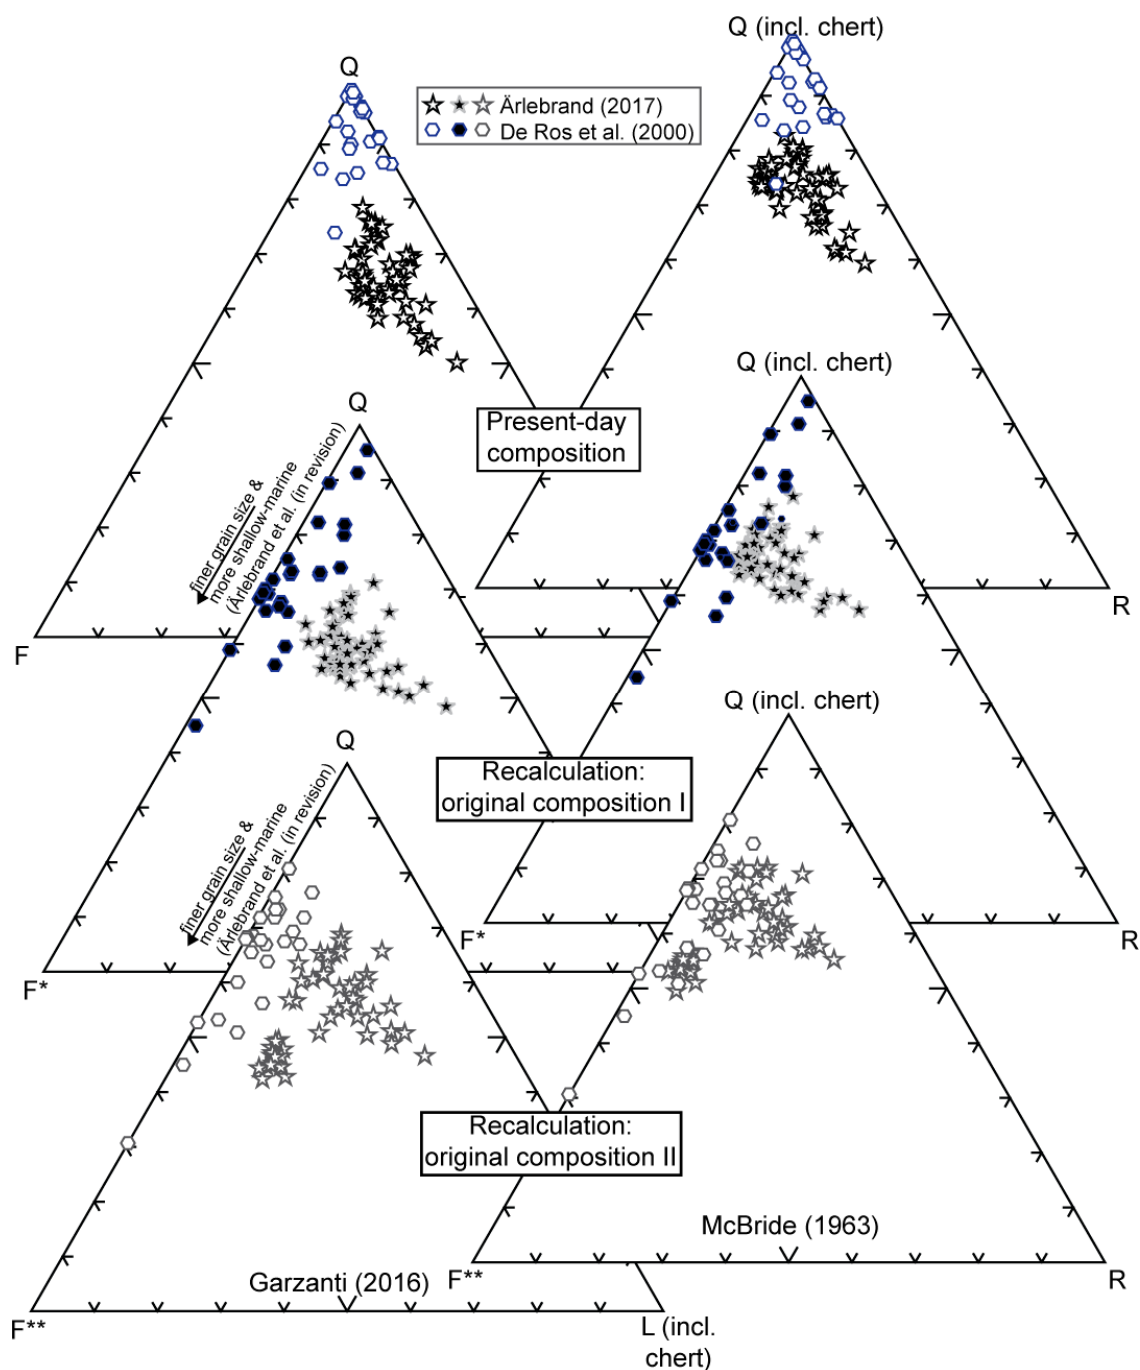 Q (incl. chert)
Q
Ärlebrand (2017)
De Ros et al. (2000)
Q (incl. chert)
Q
Present-day
composition
finer grain size &
more shallow-marine
(Ärlebrand et al. (in revision)
F
R
Q (incl. chert)
Q
Recalculation:
original composition I
finer grain size &
more shallow-marine
(Ärlebrand et al. (in revision)
F*
R
F*
Recalculation:
original composition II
McBride (1963)
Garzanti (2016)
F**
R
F**
L (incl.
chert)